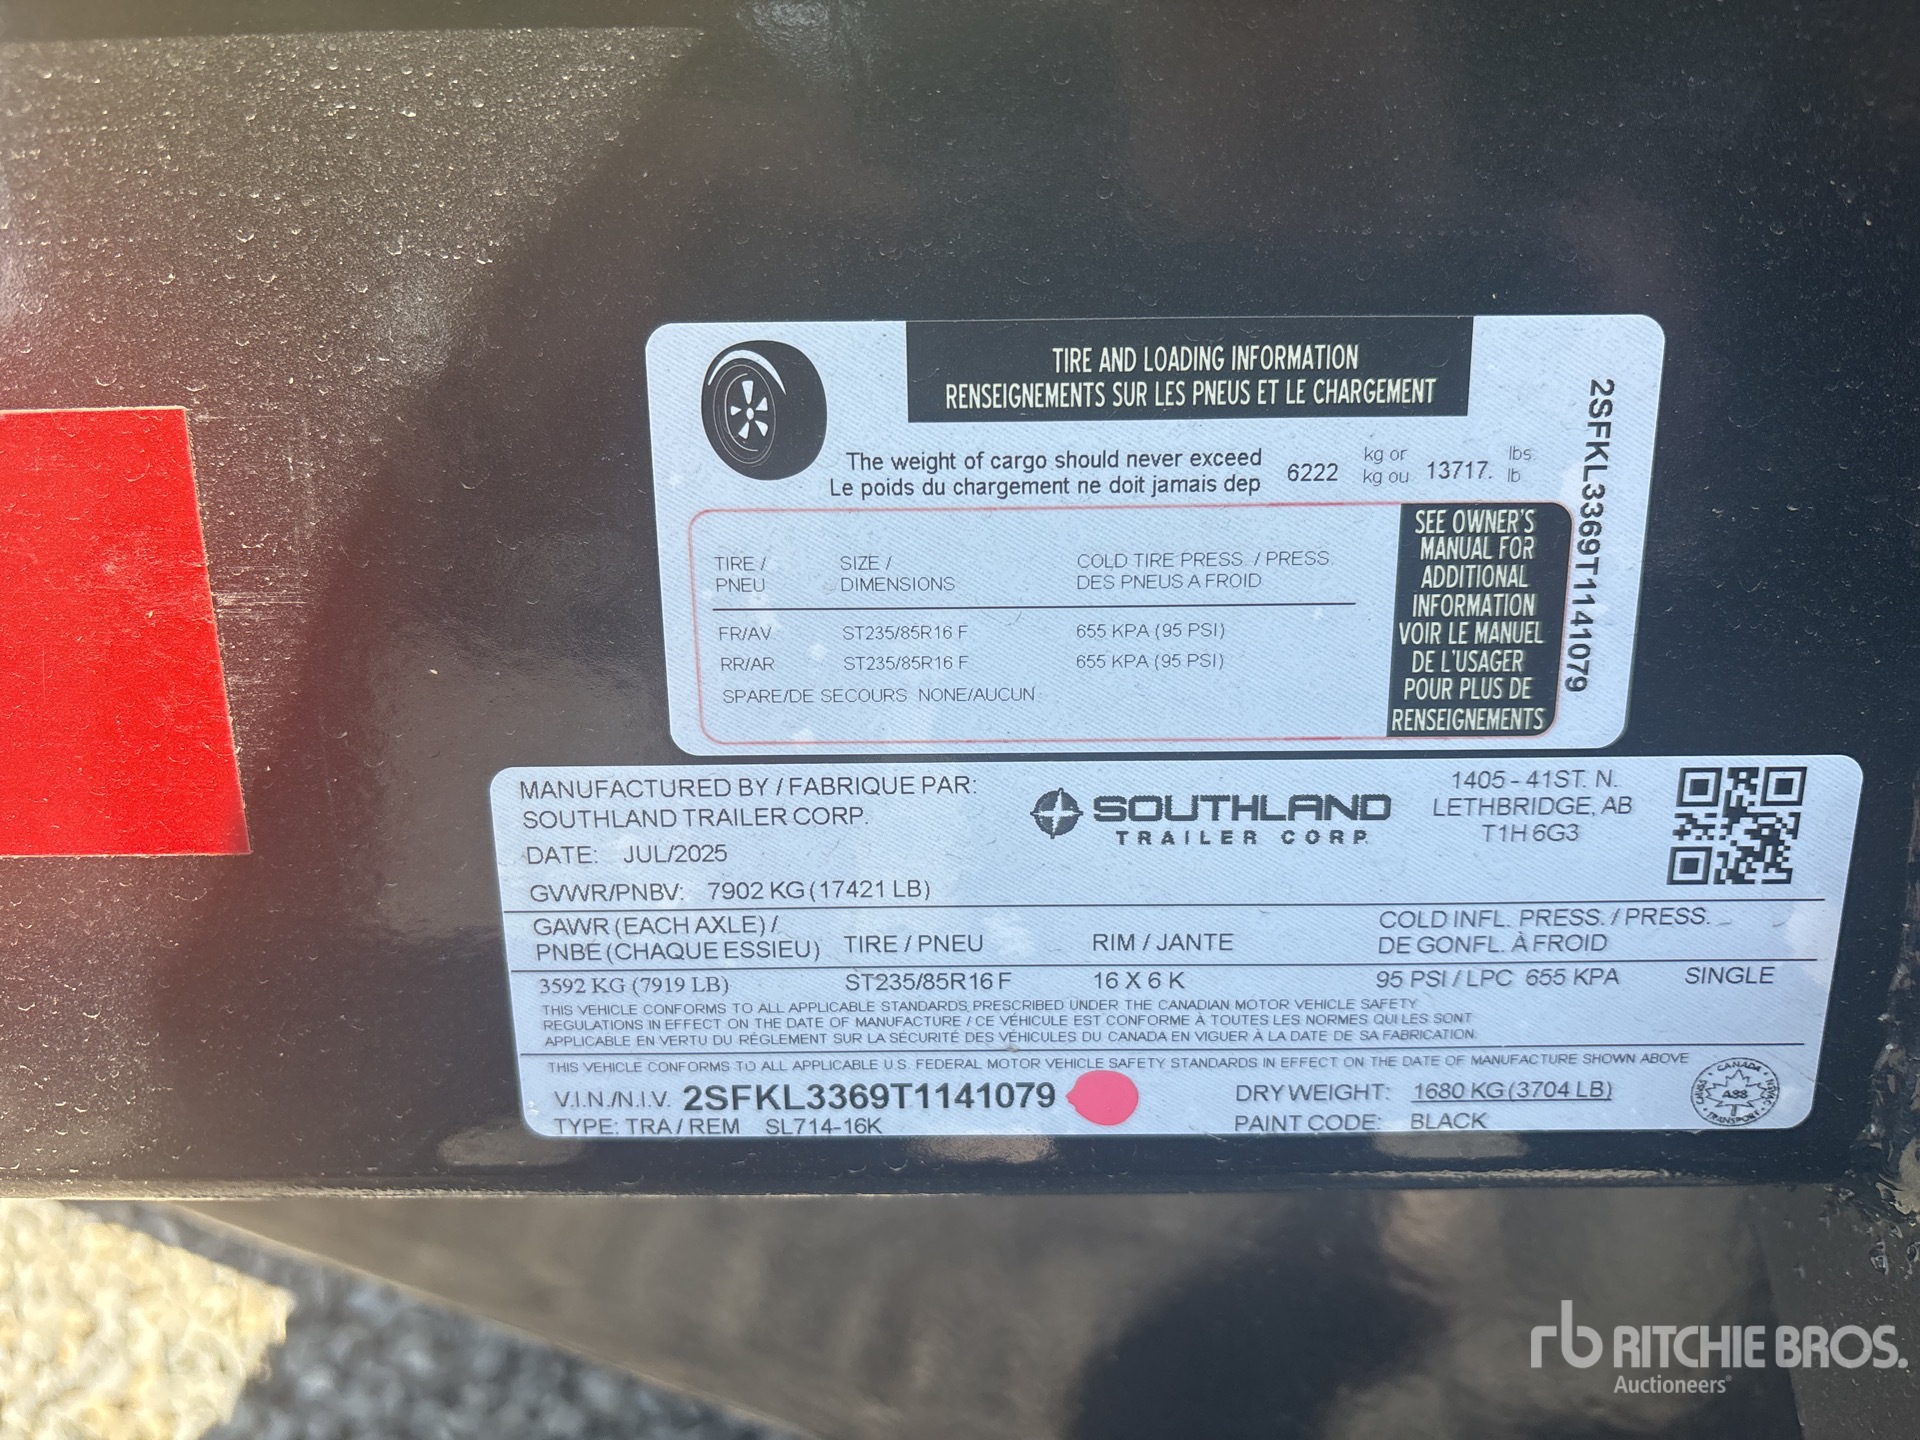 TIRE AND LOADING INFORMATION
RENSEIGNEMENTS SUR LES PNEUS ET LE CHARGEMENT
The weight of cargo should never exceed
Le poids du chargement ne doit jamais dep
6222 kg or kg ou 13717. lbs lb
TIRE / PNEU SIZE / DIMENSIONS COLD TIRE PRESS. / PRESS. DES PNEUS A FROID
FR/AV ST235/85R16 F 655 KPA (95 PSI)
RR/AR ST235/85R16 F 655 KPA (95 PSI)
SPARE/DE SECOURS NONE/AUCUN
SEE OWNER'S
MANUAL FOR
ADDITIONAL
INFORMATION
VOIR LE MANUEL
DE L'USAGER
POUR PLUS DE
RENSEIGNEMENTS
2SFKL3369T1141079
MANUFACTURED BY / FABRIQUE PAR:
SOUTHLAND TRAILER CORP.
DATE: JUL/2025
GVWR/PNBV: 7902 KG (17421 LB)
SOUTHLAND
TRAILER CORP.
1405 - 41ST. N.
LETHBRIDGE, AB
T1H 6G3
GAWR (EACH AXLE) /
PNBE (CHAQUE ESSIEU) TIRE / PNEU RIM / JANTE COLD INFL. PRESS. / PRESS.
DE GONFL. À FROID
3592 KG (7919 LB) ST235/85R16 F 16 X 6 K 95 PSI / LPC 655 KPA SINGLE
THIS VEHICLE CONFORMS TO ALL APPLICABLE STANDARDS PRESCRIBED UNDER THE CANADIAN MOTOR VEHICLE SAFETY
REGULATIONS IN EFFECT ON THE DATE OF MANUFACTURE / CE VÉHICULE EST CONFORME À TOUTES LES NORMES QUI LES SONT
APPLICABLE EN VERTU DU RÉGLEMENT SUR LA SÉCURITÉ DES VÉHICULES DU CANADA EN VIGUER À LA DATE DE SA FABRICATION.
THIS VEHICLE CONFORMS TO ALL APPLICABLE U.S. FEDERAL MOTOR VEHICLE SAFETY STANDARDS IN EFFECT ON THE DATE OF MANUFACTURE SHOWN ABOVE
V.I.N./N.I.V. 2SFKL3369T1141079 DRY WEIGHT: 1680 KG (3704 LB)
TYPE: TRA / REM SL714-16K PAINT CODE: BLACK
CANADA
TRANSPORT
rb RITCHIE BROS.
Auctioneers